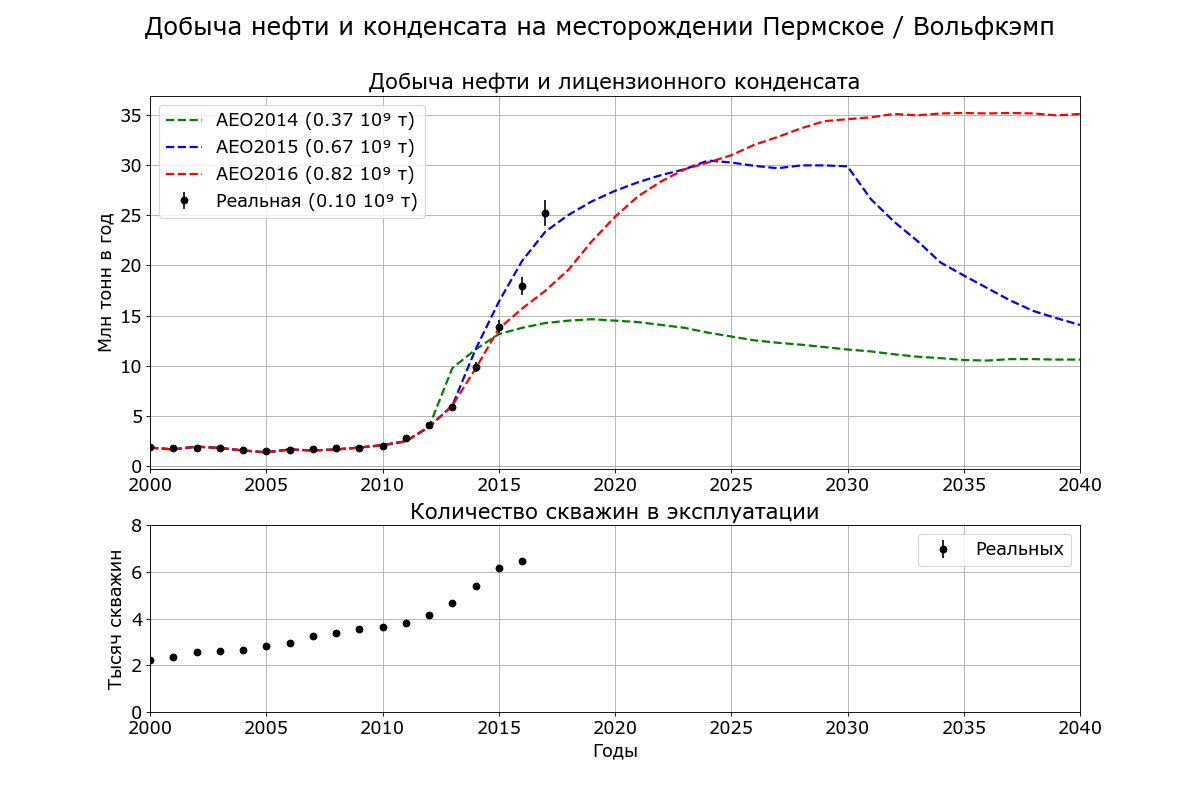 Добыча нефти и конденсата на месторождении Пермское / Вольфкэмп
Добыча нефти и лицензионного конденсата
Млн тонн в год
35
30
25
20
15
10
5
0
AEO2014 (0.37 10⁹ т)
AEO2015 (0.67 10⁹ т)
AEO2016 (0.82 10⁹ т)
Реальная (0.10 10⁹ т)
2000 2005 2010 2015 2020 2025 2030 2035 2040
Количество скважин в эксплуатации
Тысяч скважин
8
6
4
2
0
Реальных
2000 2005 2010 2015 2020 2025 2030 2035 2040
Годы